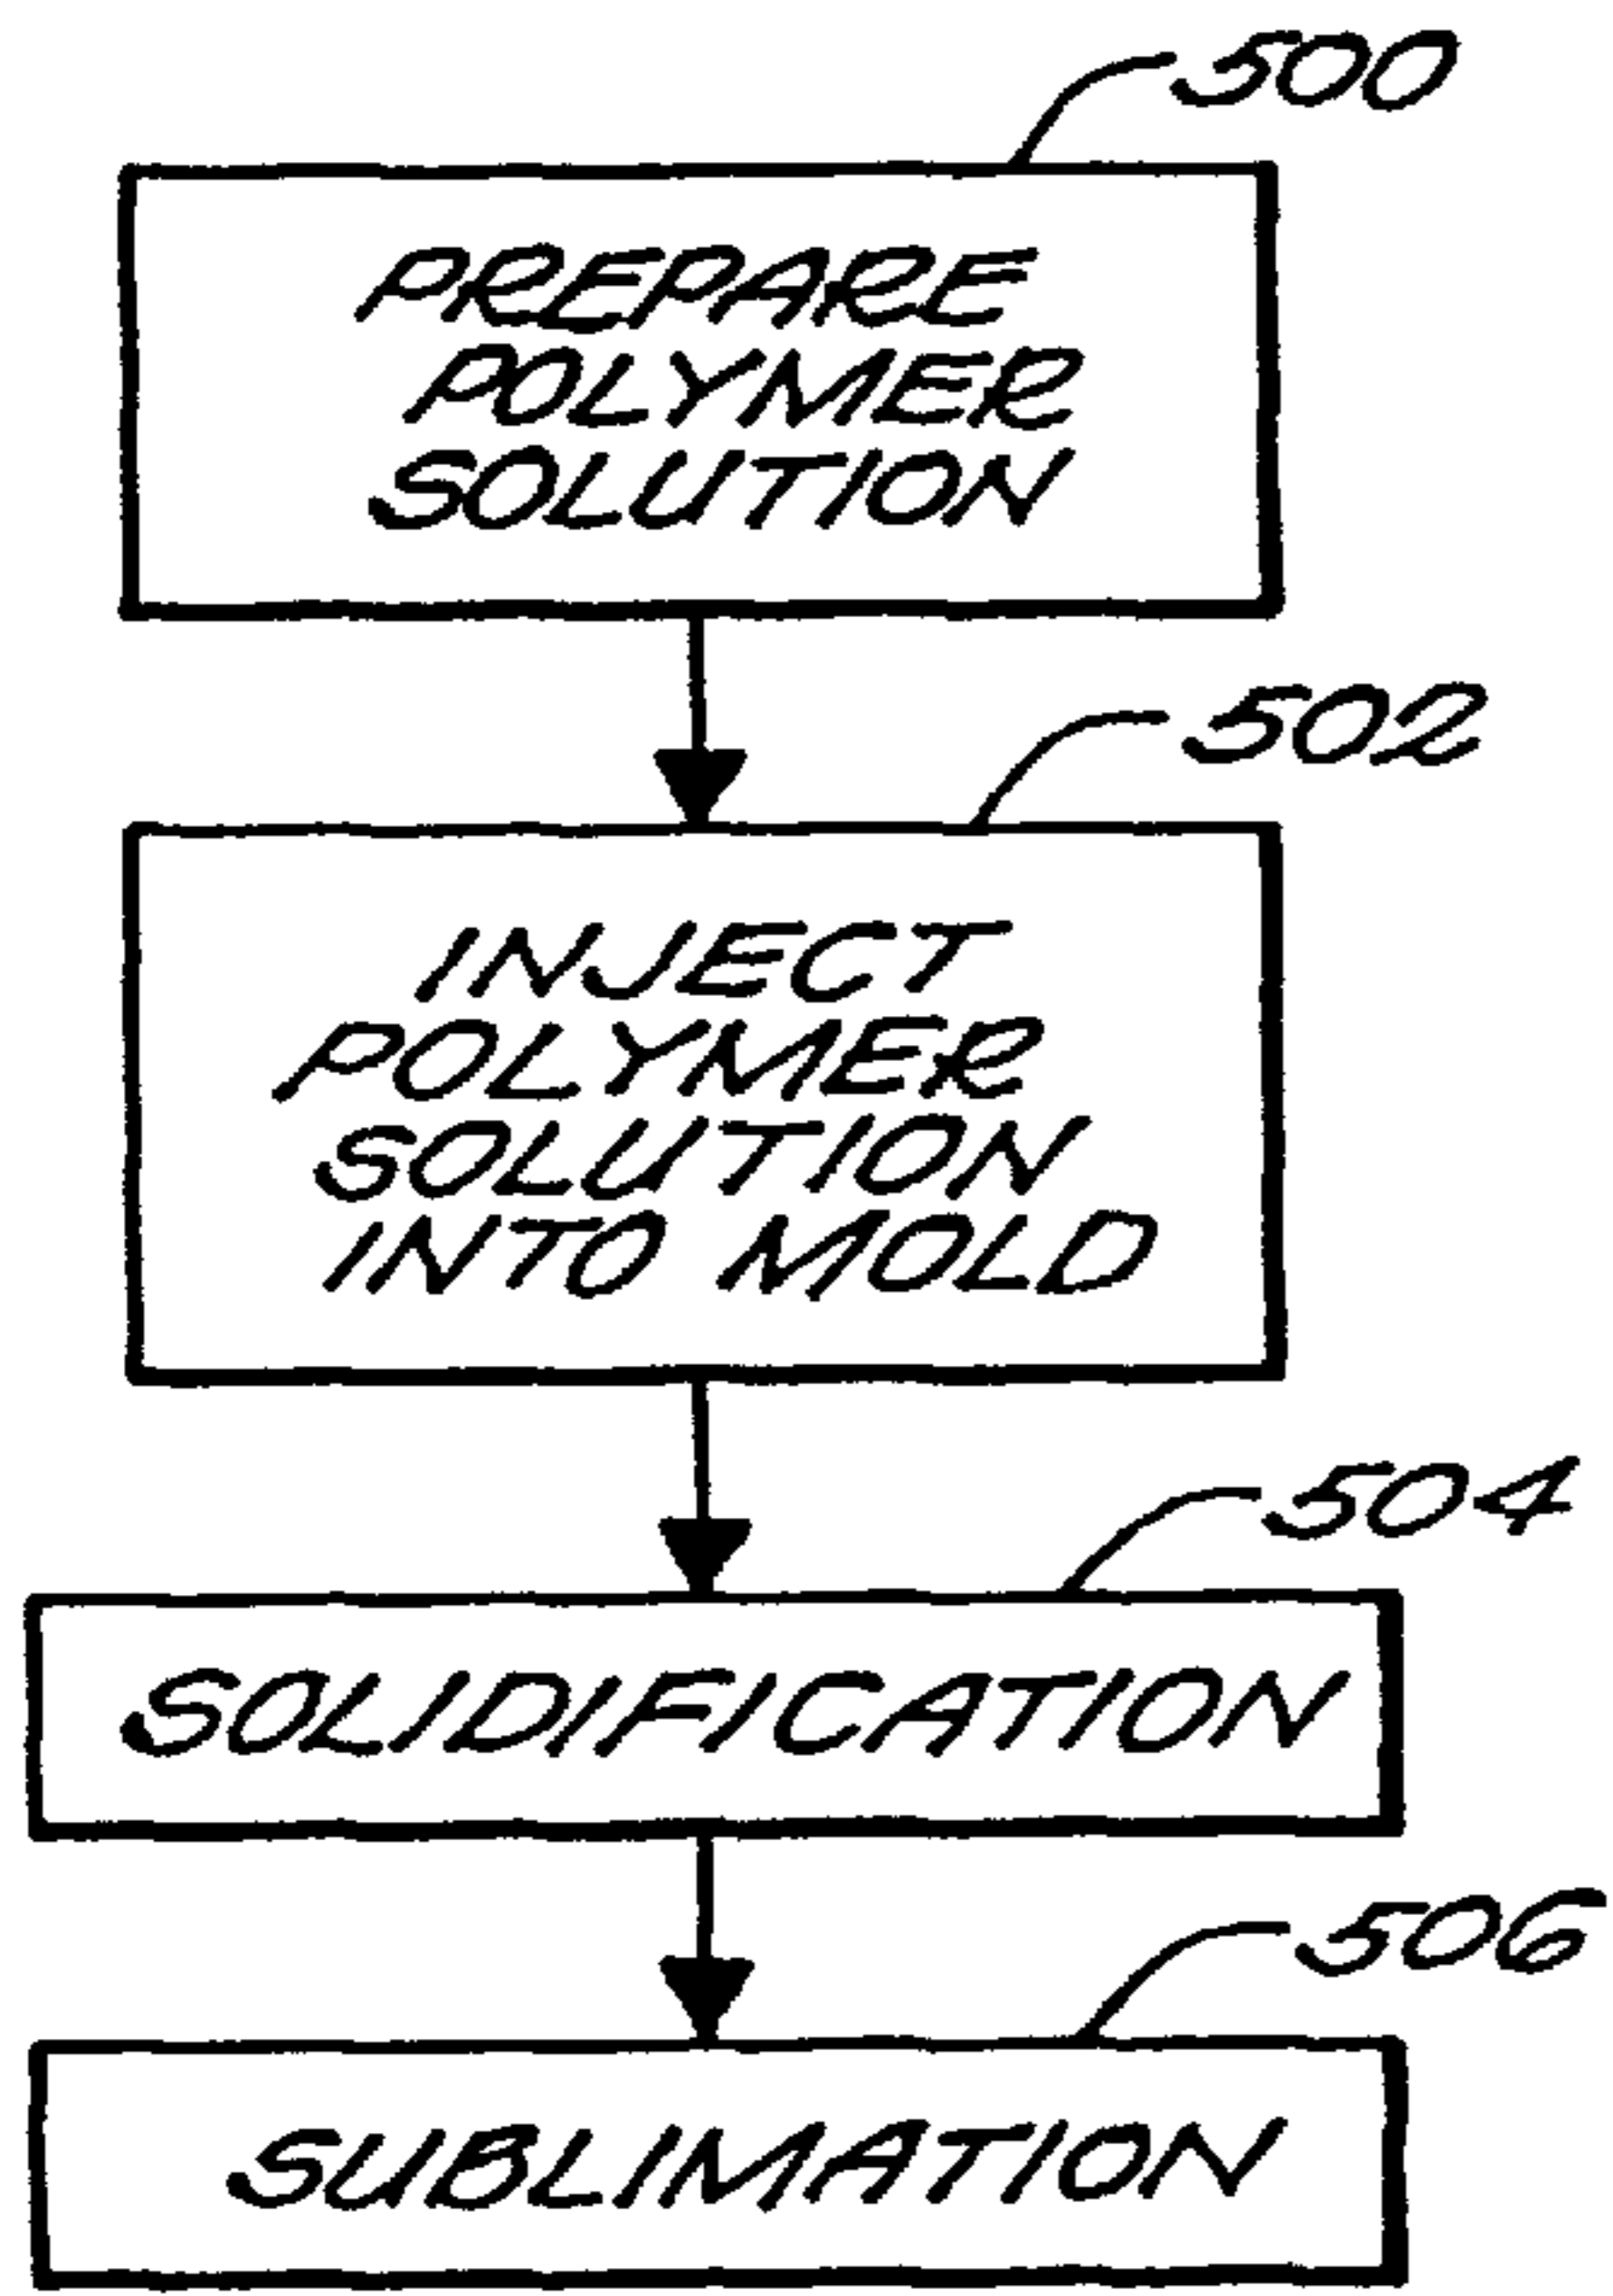 500
PREPARE
POLYMER
SOLUTION
502
INJECT
POLYMER
SOLUTION
INTO MOLD
504
SOLIDIFICATION
506
SUBLIMATION